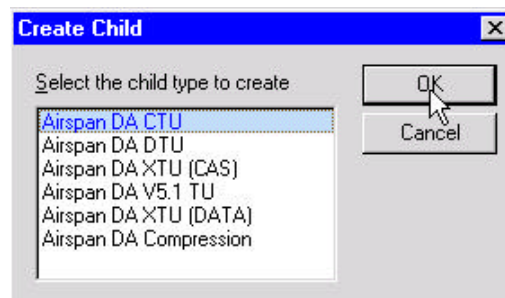 Create Child
Select the child type to create
OK
Cancel
Airspan DA CTU
Airspan DA DTU
Airspan DA XTU (CAS)
Airspan DA V5.1 TU
Airspan DA XTU (DATA)
Airspan DA Compression